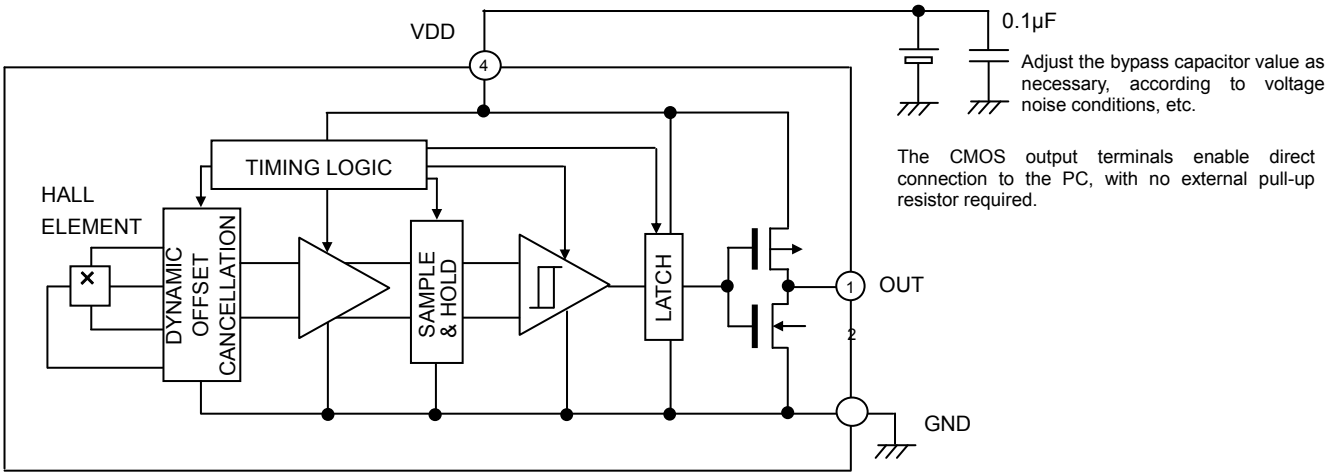 VDD
4
0.1µF
Adjust the bypass capacitor value as
necessary, according to voltage
noise conditions, etc.
The CMOS output terminals enable direct
connection to the PC, with no external pull-up
resistor required.
TIMING LOGIC
HALL
ELEMENT
×
DYNAMIC
OFFSET
CANCELLATION
SAMPLE
& HOLD
LATCH
1
OUT
2
GND